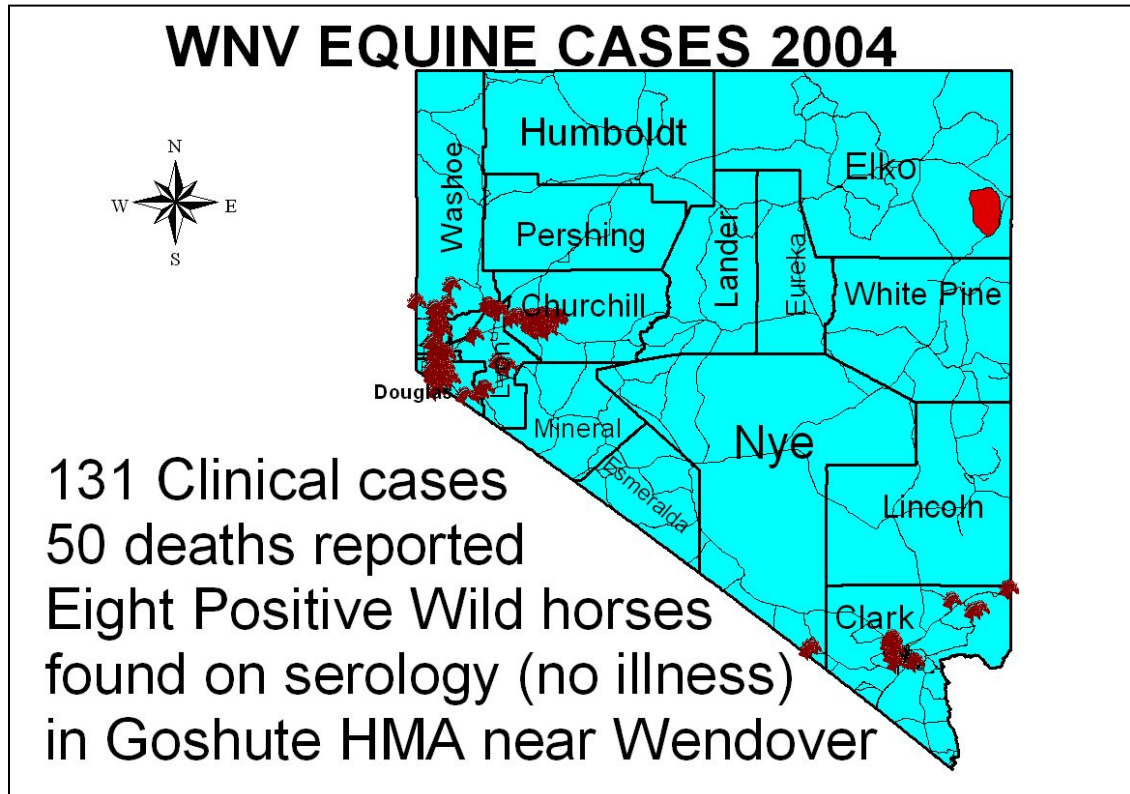 WNV EQUINE CASES 2004
N
W
E
S
Humboldt
Elko
Washoe
Pershing
Lander
Eureka
Churchill
White Pine
Lyon
Douglas
Mineral
Nye
Esmeralda
Lincoln
Clark
131 Clinical cases
50 deaths reported
Eight Positive Wild horses
found on serology (no illness)
in Goshute HMA near Wendover